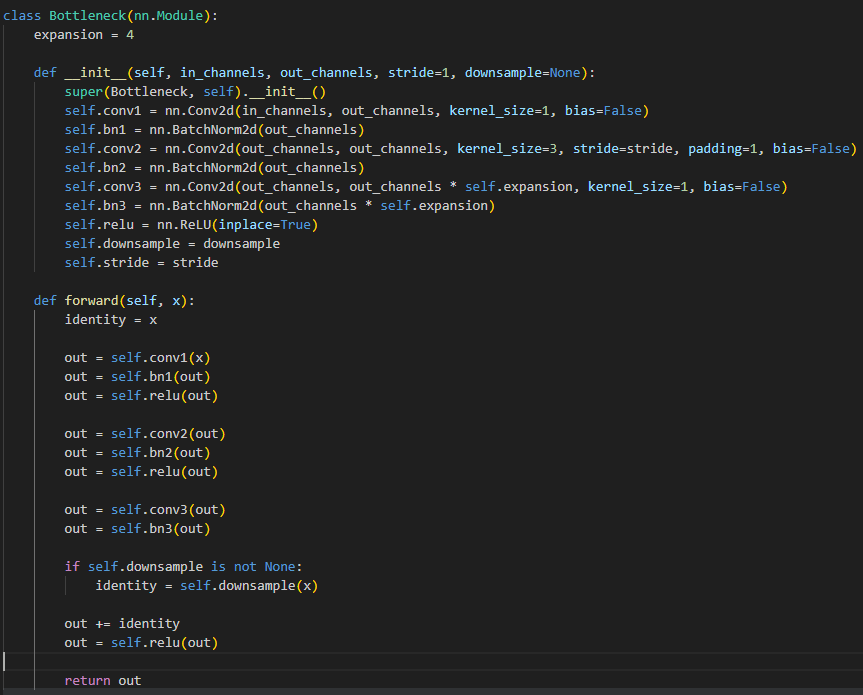 class Bottleneck(nn.Module):
    expansion = 4

    def __init__(self, in_channels, out_channels, stride=1, downsample=None):
        super(Bottleneck, self).__init__()
        self.conv1 = nn.Conv2d(in_channels, out_channels, kernel_size=1, bias=False)
        self.bn1 = nn.BatchNorm2d(out_channels)
        self.conv2 = nn.Conv2d(out_channels, out_channels, kernel_size=3, stride=stride, padding=1, bias=False)
        self.bn2 = nn.BatchNorm2d(out_channels)
        self.conv3 = nn.Conv2d(out_channels, out_channels * self.expansion, kernel_size=1, bias=False)
        self.bn3 = nn.BatchNorm2d(out_channels * self.expansion)
        self.relu = nn.ReLU(inplace=True)
        self.downsample = downsample
        self.stride = stride

    def forward(self, x):
        identity = x

        out = self.conv1(x)
        out = self.bn1(out)
        out = self.relu(out)

        out = self.conv2(out)
        out = self.bn2(out)
        out = self.relu(out)

        out = self.conv3(out)
        out = self.bn3(out)

        if self.downsample is not None:
            identity = self.downsample(x)

        out += identity
        out = self.relu(out)

        return out